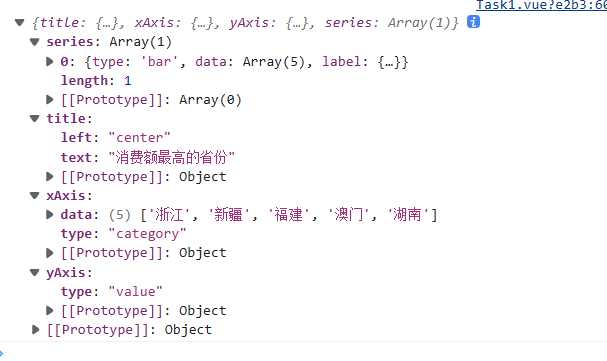 Task1.vue?e2b3:60
▼ {title: {…}, xAxis: {…}, yAxis: {…}, series: Array(1)} i
▼ series: Array(1)
▶ 0: {type: 'bar', data: Array(5), label: {…}}
length: 1
▶ [[Prototype]]: Array(0)
▼ title:
left: "center"
text: "消费额最高的省份"
▶ [[Prototype]]: Object
▼ xAxis:
▶ data: (5) ['浙江', '新疆', '福建', '澳门', '湖南']
type: "category"
▶ [[Prototype]]: Object
▼ yAxis:
type: "value"
▶ [[Prototype]]: Object
▶ [[Prototype]]: Object